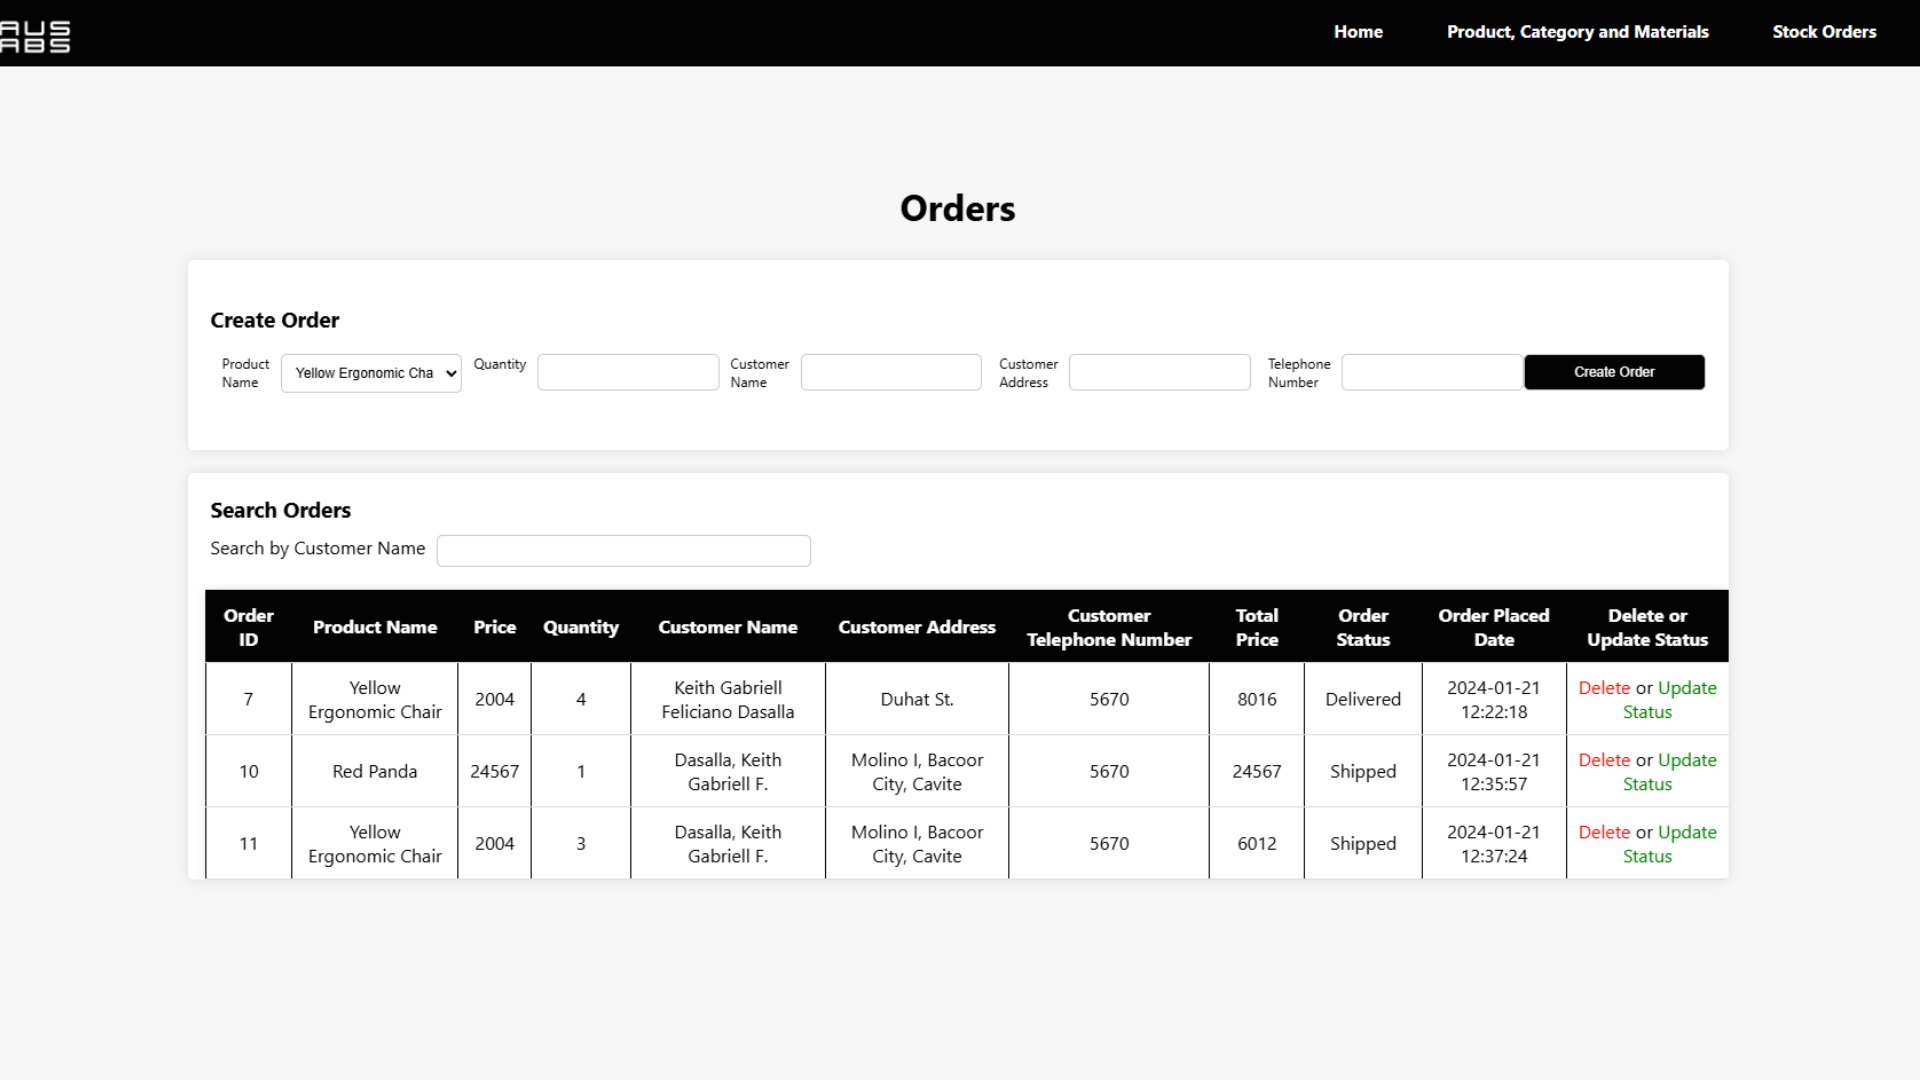 AUS
ABS
Home
Product, Category and Materials
Stock Orders
Orders
Create Order
Product
Name
Yellow Ergonomic Cha
Quantity
Customer
Name
Customer
Address
Telephone
Number
Create Order
Search Orders
Search by Customer Name
Order
ID
Product Name
Price
Quantity
Customer Name
Customer Address
Customer
Telephone Number
Total
Price
Order
Status
Order Placed
Date
Delete or
Update Status
7
Yellow
Ergonomic Chair
2004
4
Keith Gabriell
Feliciano Dasalla
Duhat St.
5670
8016
Delivered
2024-01-21
12:22:18
Delete or Update
Status
10
Red Panda
24567
1
Dasalla, Keith
Gabriell F.
Molino I, Bacoor
City, Cavite
5670
24567
Shipped
2024-01-21
12:35:57
Delete or Update
Status
11
Yellow
Ergonomic Chair
2004
3
Dasalla, Keith
Gabriell F.
Molino I, Bacoor
City, Cavite
5670
6012
Shipped
2024-01-21
12:37:24
Delete or Update
Status